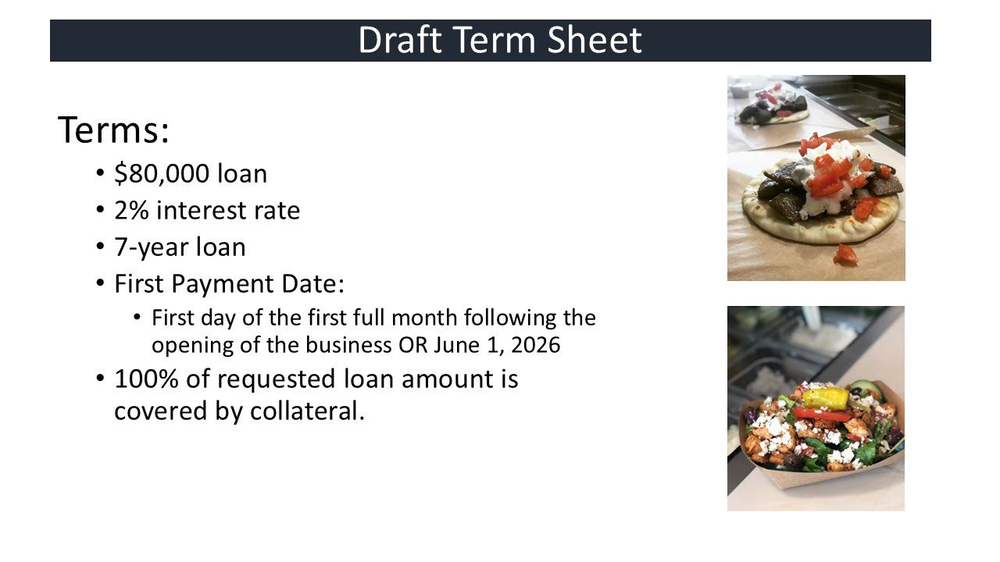 Draft Term Sheet
Terms:
• $80,000 loan
• 2% interest rate
• 7-year loan
• First Payment Date:
• First day of the first full month following the
opening of the business OR June 1, 2026
• 100% of requested loan amount is
covered by collateral.